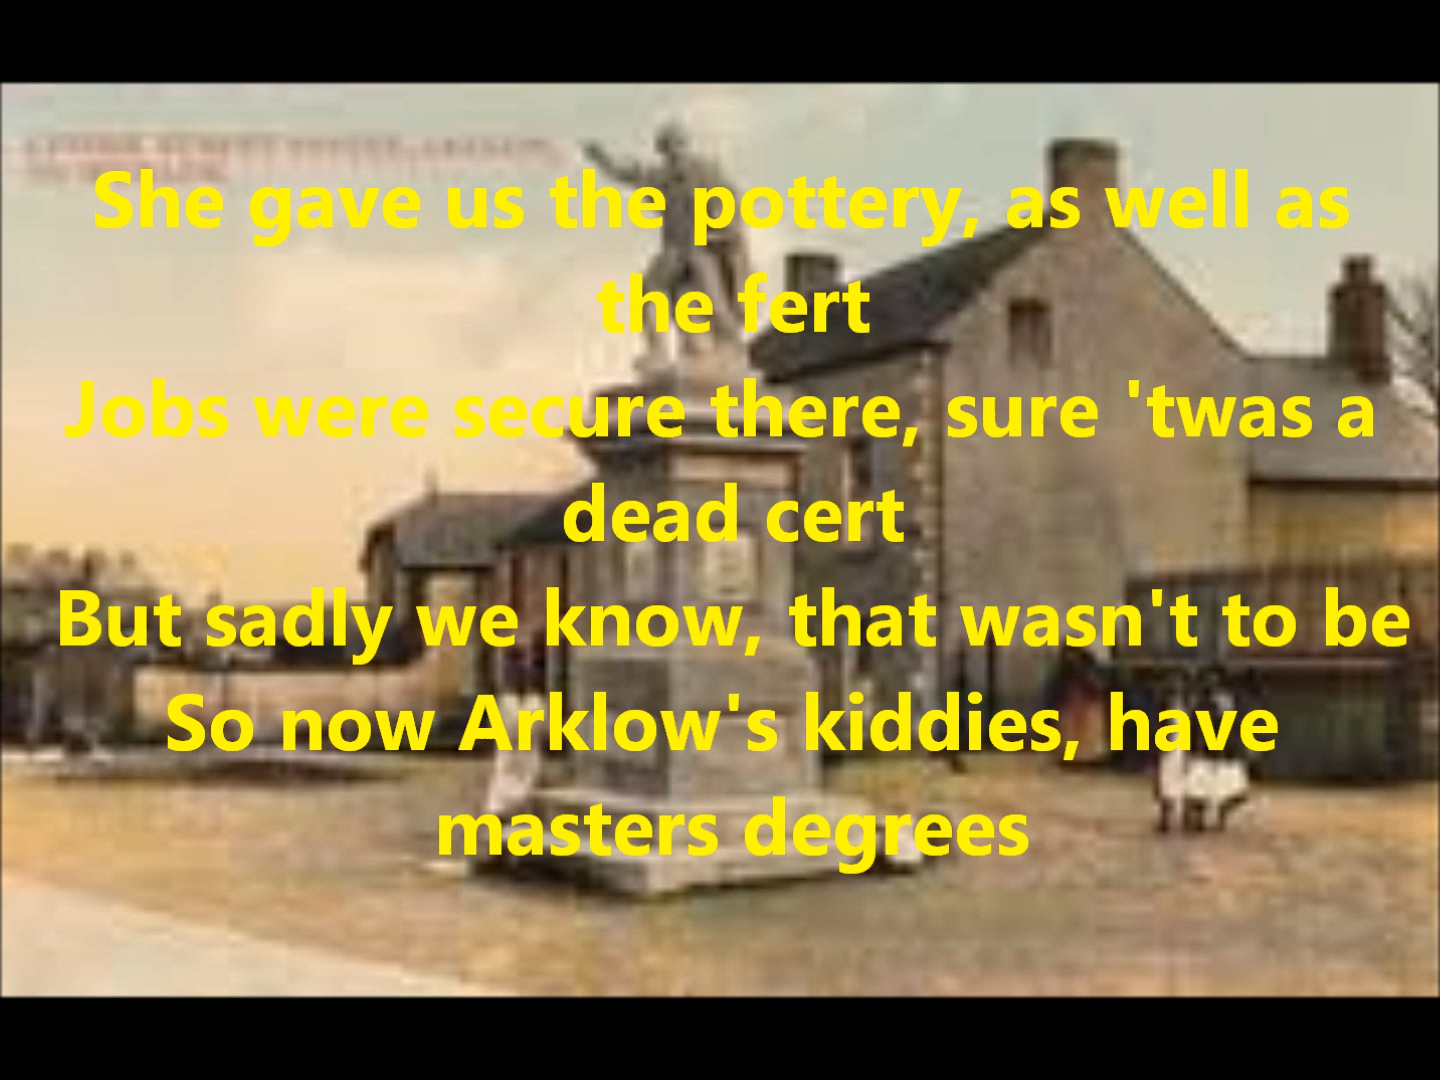 She gave us the pottery, as well as
the fert
Jobs were secure there, sure 'twas a
dead cert
But sadly we know, that wasn't to be
So now Arklow's kiddies, have
masters degrees